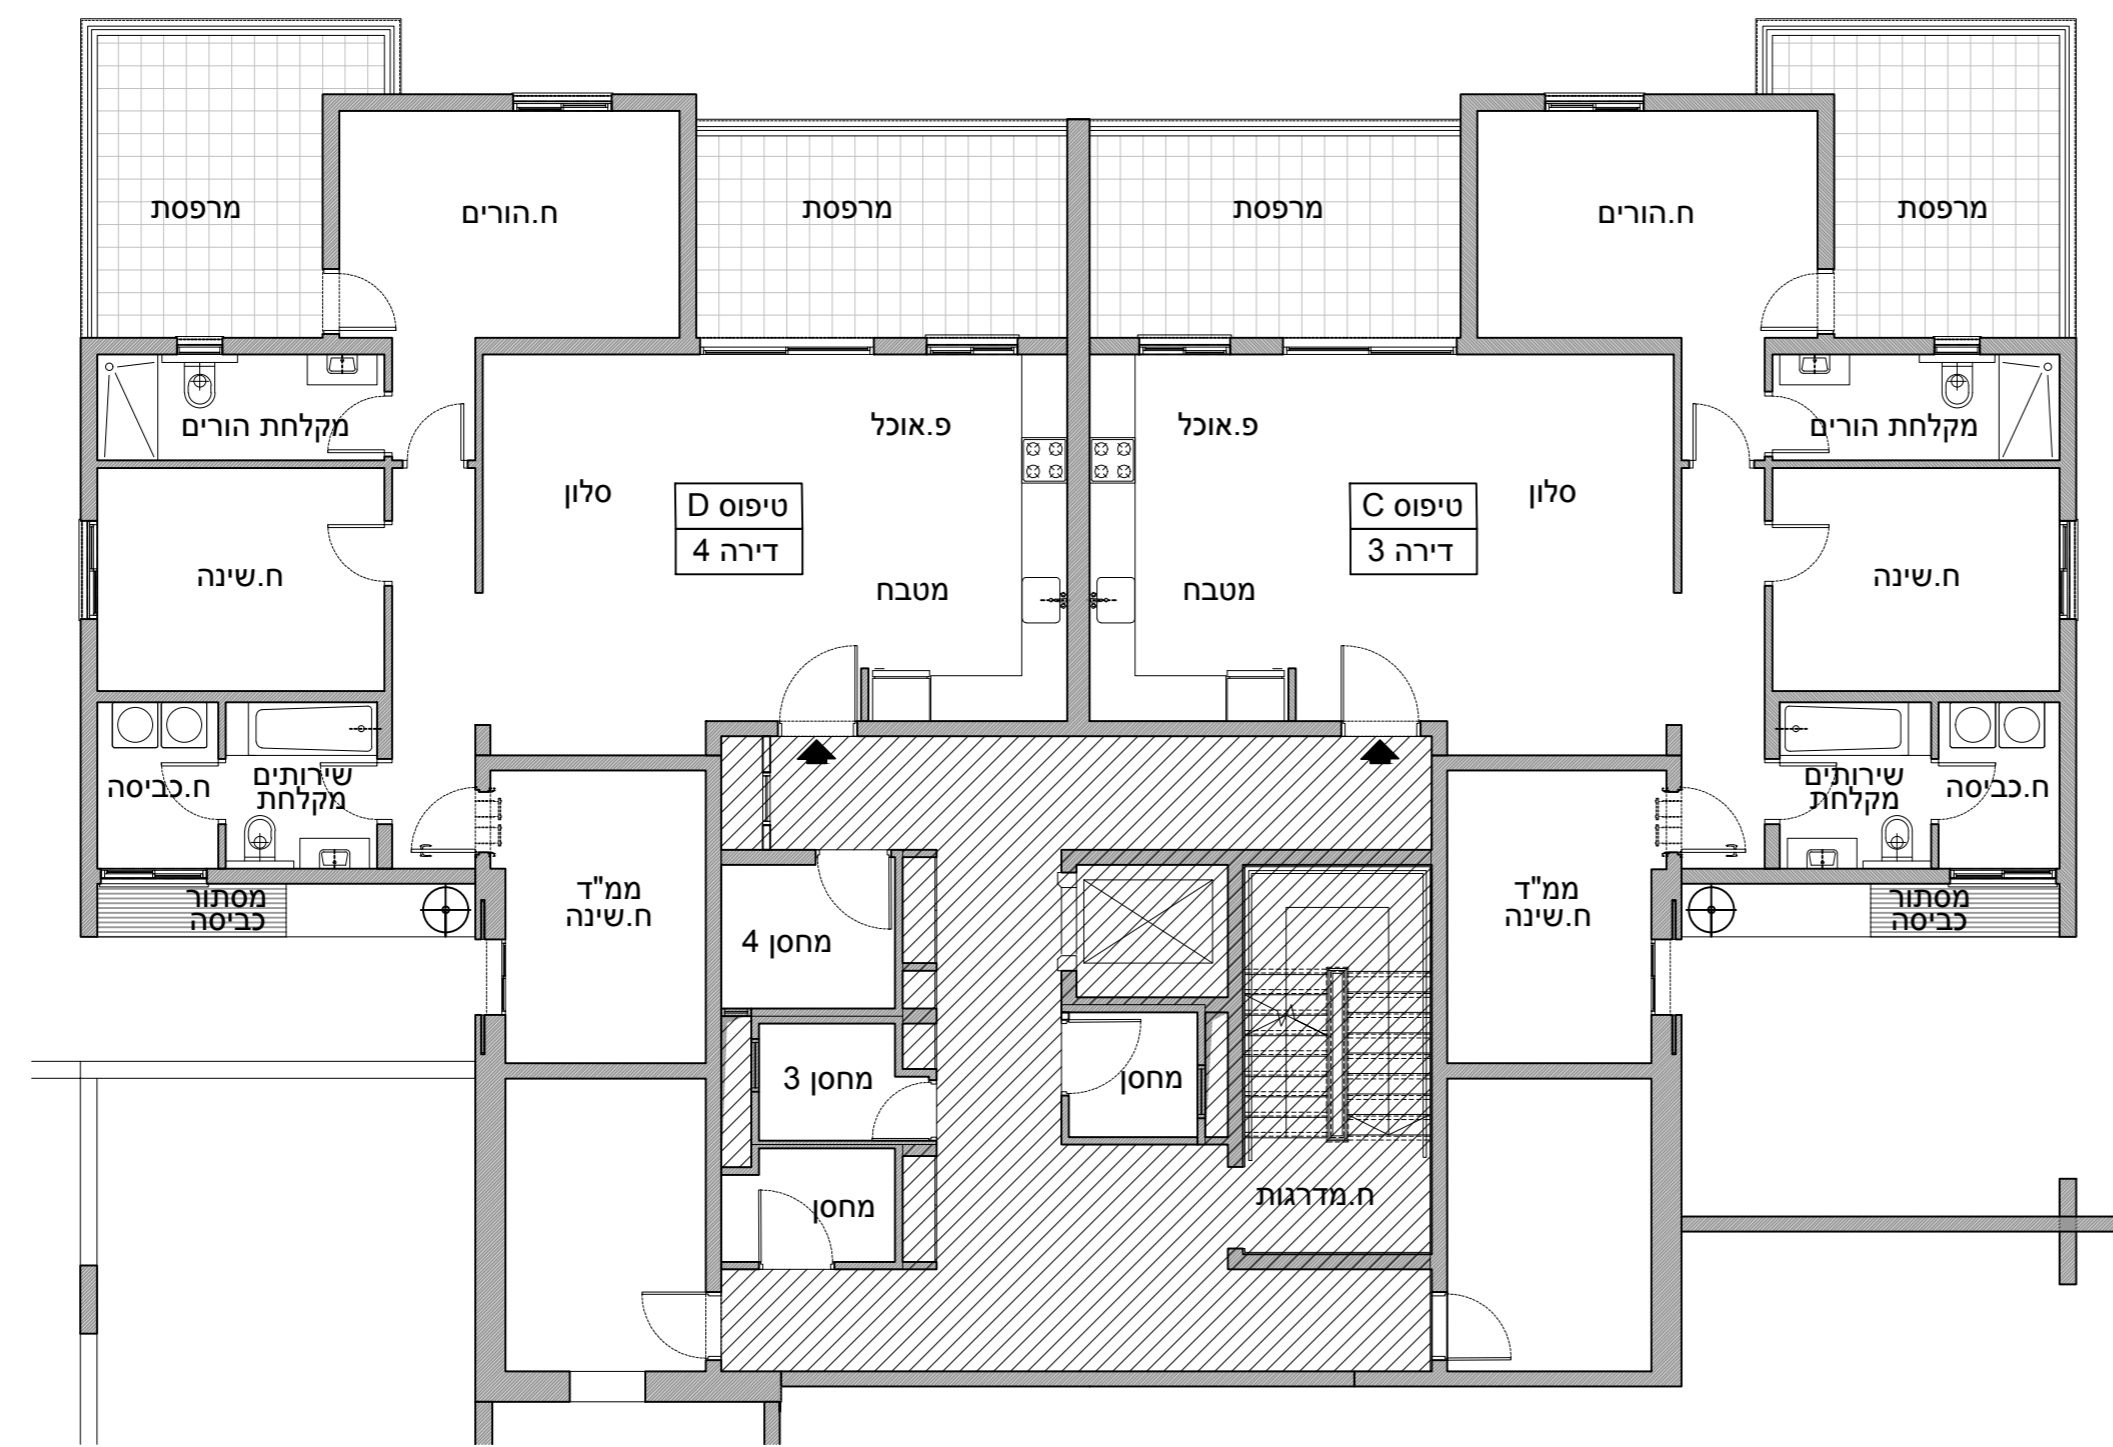 מרפסת
ח.הורים
מרפסת
מרפסת
ח.הורים
מרפסת
מקלחת הורים
פ.אוכל
פ.אוכל
מקלחת הורים
סלון
טיפוס D
דירה 4
טיפוס C
דירה 3
סלון
ח.שינה
מטבח
מטבח
ח.שינה
ח.כביסה
שירותים
מקלחת
שירותים
מקלחת
ח.כביסה
מסתור
כביסה
ממ"ד
ח.שינה
מחסן 4
ממ"ד
ח.שינה
מסתור
כביסה
מחסן 3
מחסן
מחסן
ח.מדרגות